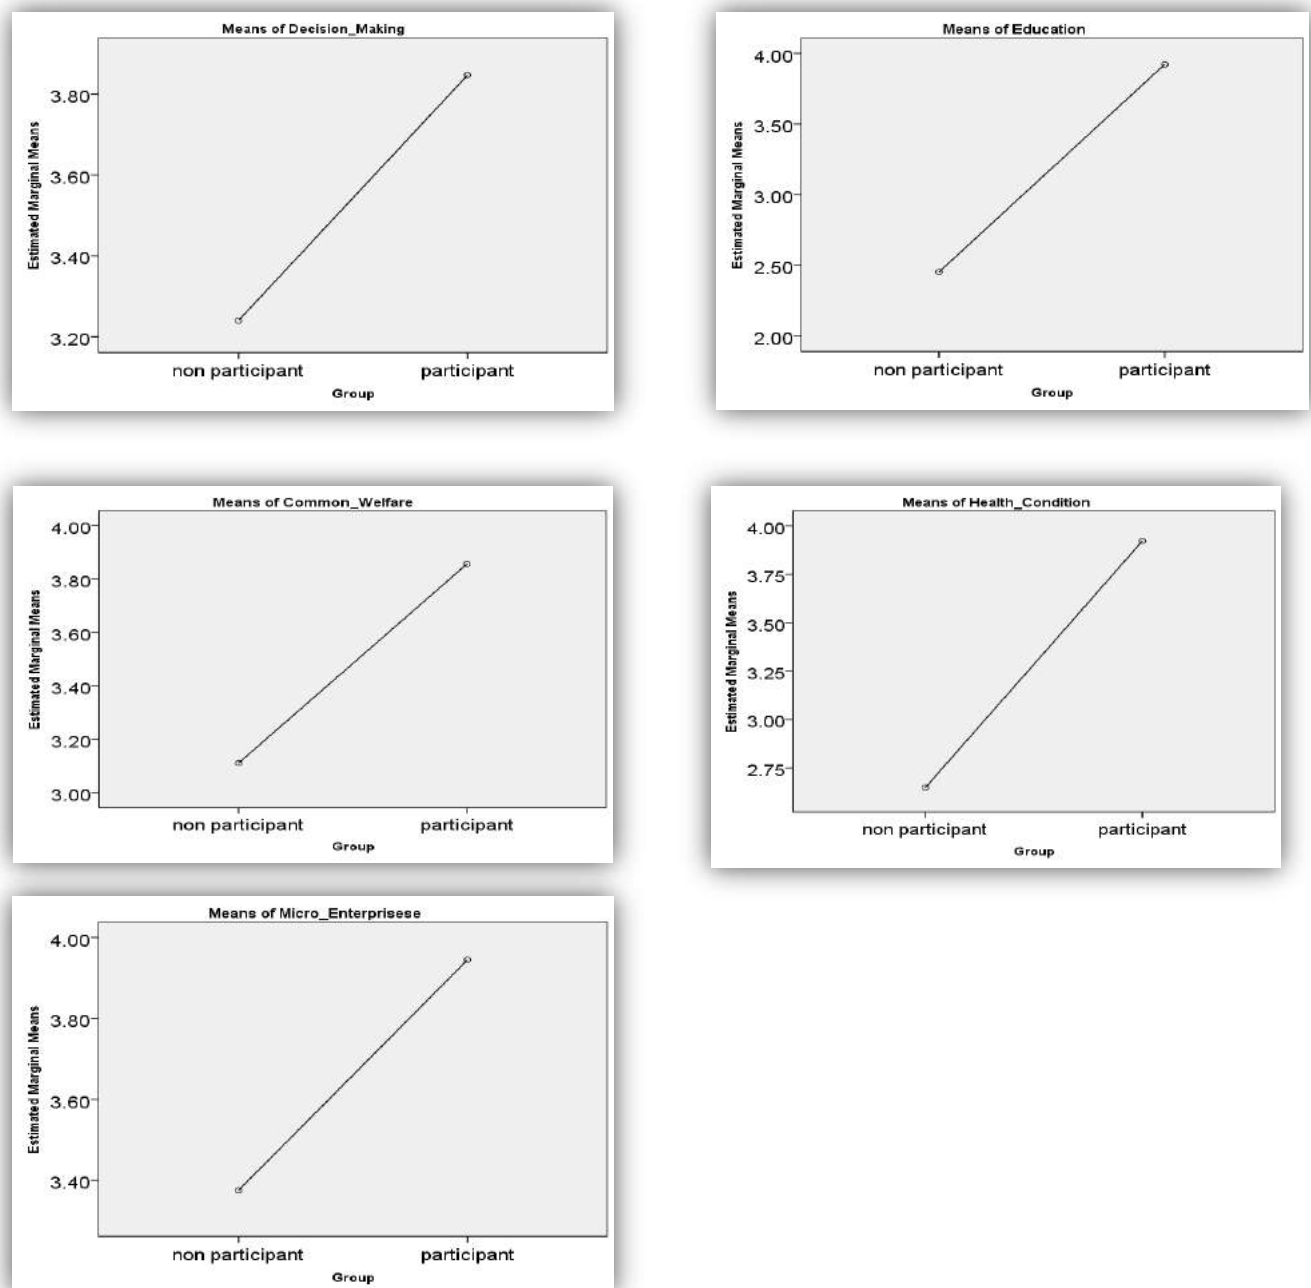 Means of Decision_Making
Estimated Marginal Means
3.80
3.60
3.40
3.20
non participant participant
Group
Means of Education
Estimated Marginal Means
4.00
3.50
3.00
2.50
2.00
non participant participant
Group
Means of Common_Welfare
Estimated Marginal Means
4.00
3.80
3.60
3.40
3.20
3.00
non participant participant
Group
Means of Health_Condition
Estimated Marginal Means
4.00
3.75
3.50
3.25
3.00
2.75
non participant participant
Group
Means of Micro_Enterprisese
Estimated Marginal Means
4.00
3.80
3.60
3.40
non participant participant
Group